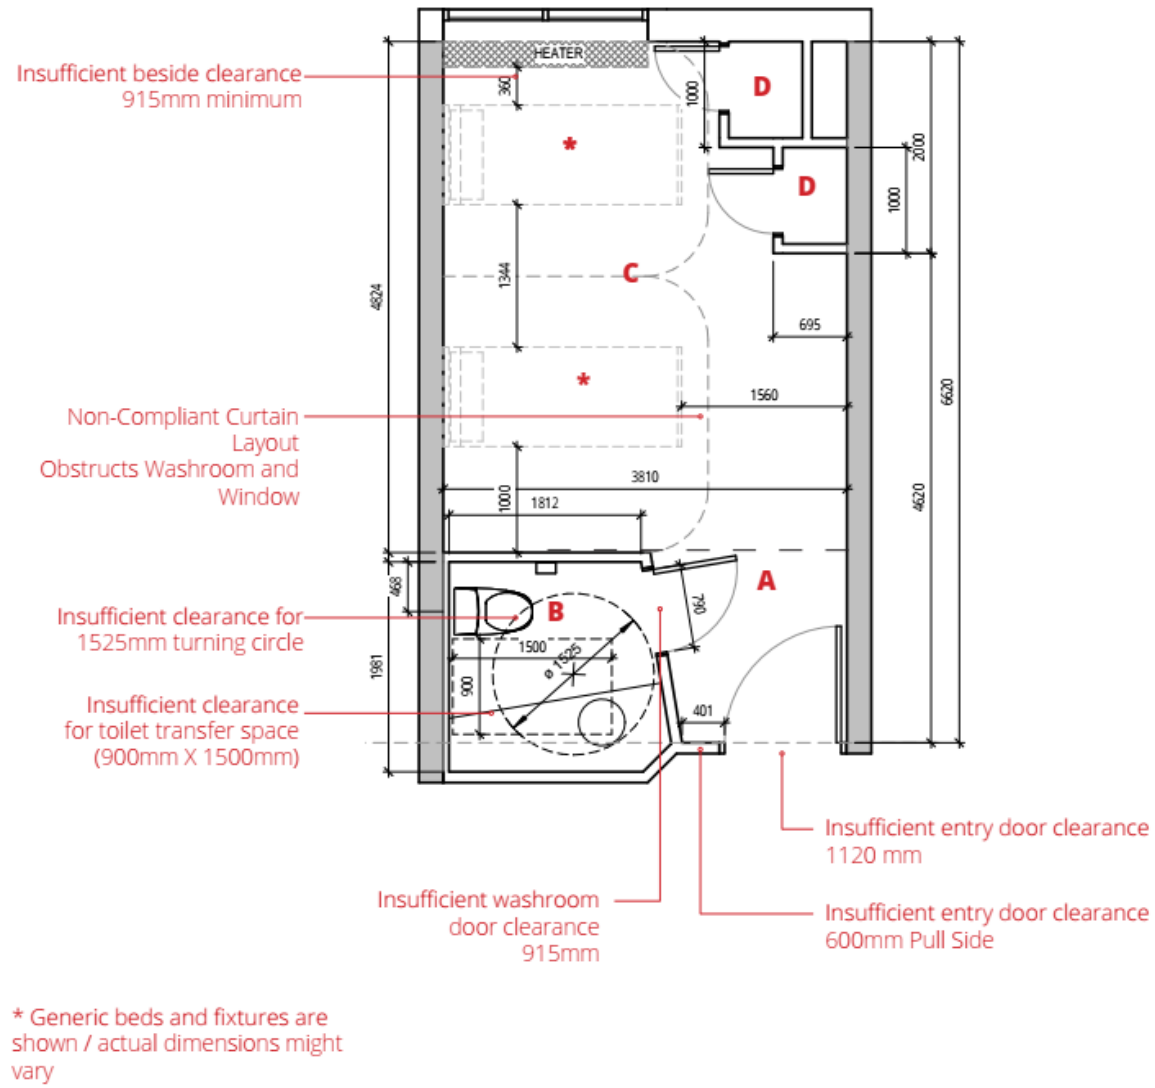 HEATER
Insufficient beside clearance
915mm minimum
360
1000
D
*
2000
D
1000
C
1344
4824
695
*
1560
6620
Non-Compliant Curtain
Layout
Obstructs Washroom and
Window
3810
1000
1812
4620
A
468
B
790
Insufficient clearance for
1525mm turning circle
1500
ø 1525
1981
900
Insufficient clearance
for toilet transfer space
(900mm X 1500mm)
401
Insufficient entry door clearance
1120 mm
Insufficient washroom
door clearance
915mm
Insufficient entry door clearance
600mm Pull Side
* Generic beds and fixtures are
shown / actual dimensions might
vary